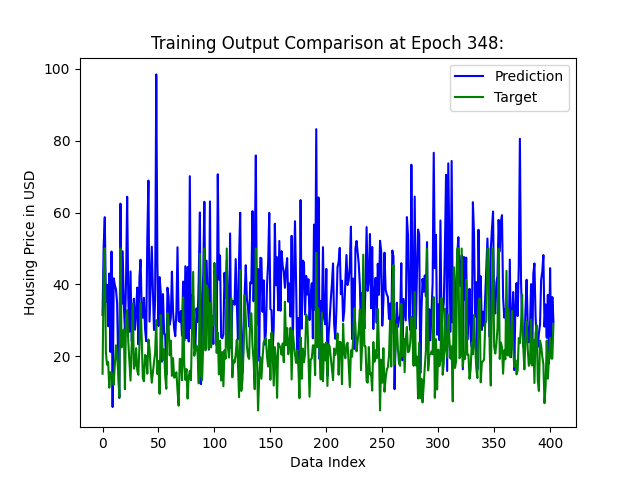 Training Output Comparison at Epoch 348:
Prediction
Target
Housing Price in USD
100
80
60
40
20
0
50
100
150
200
250
300
350
400
Data Index